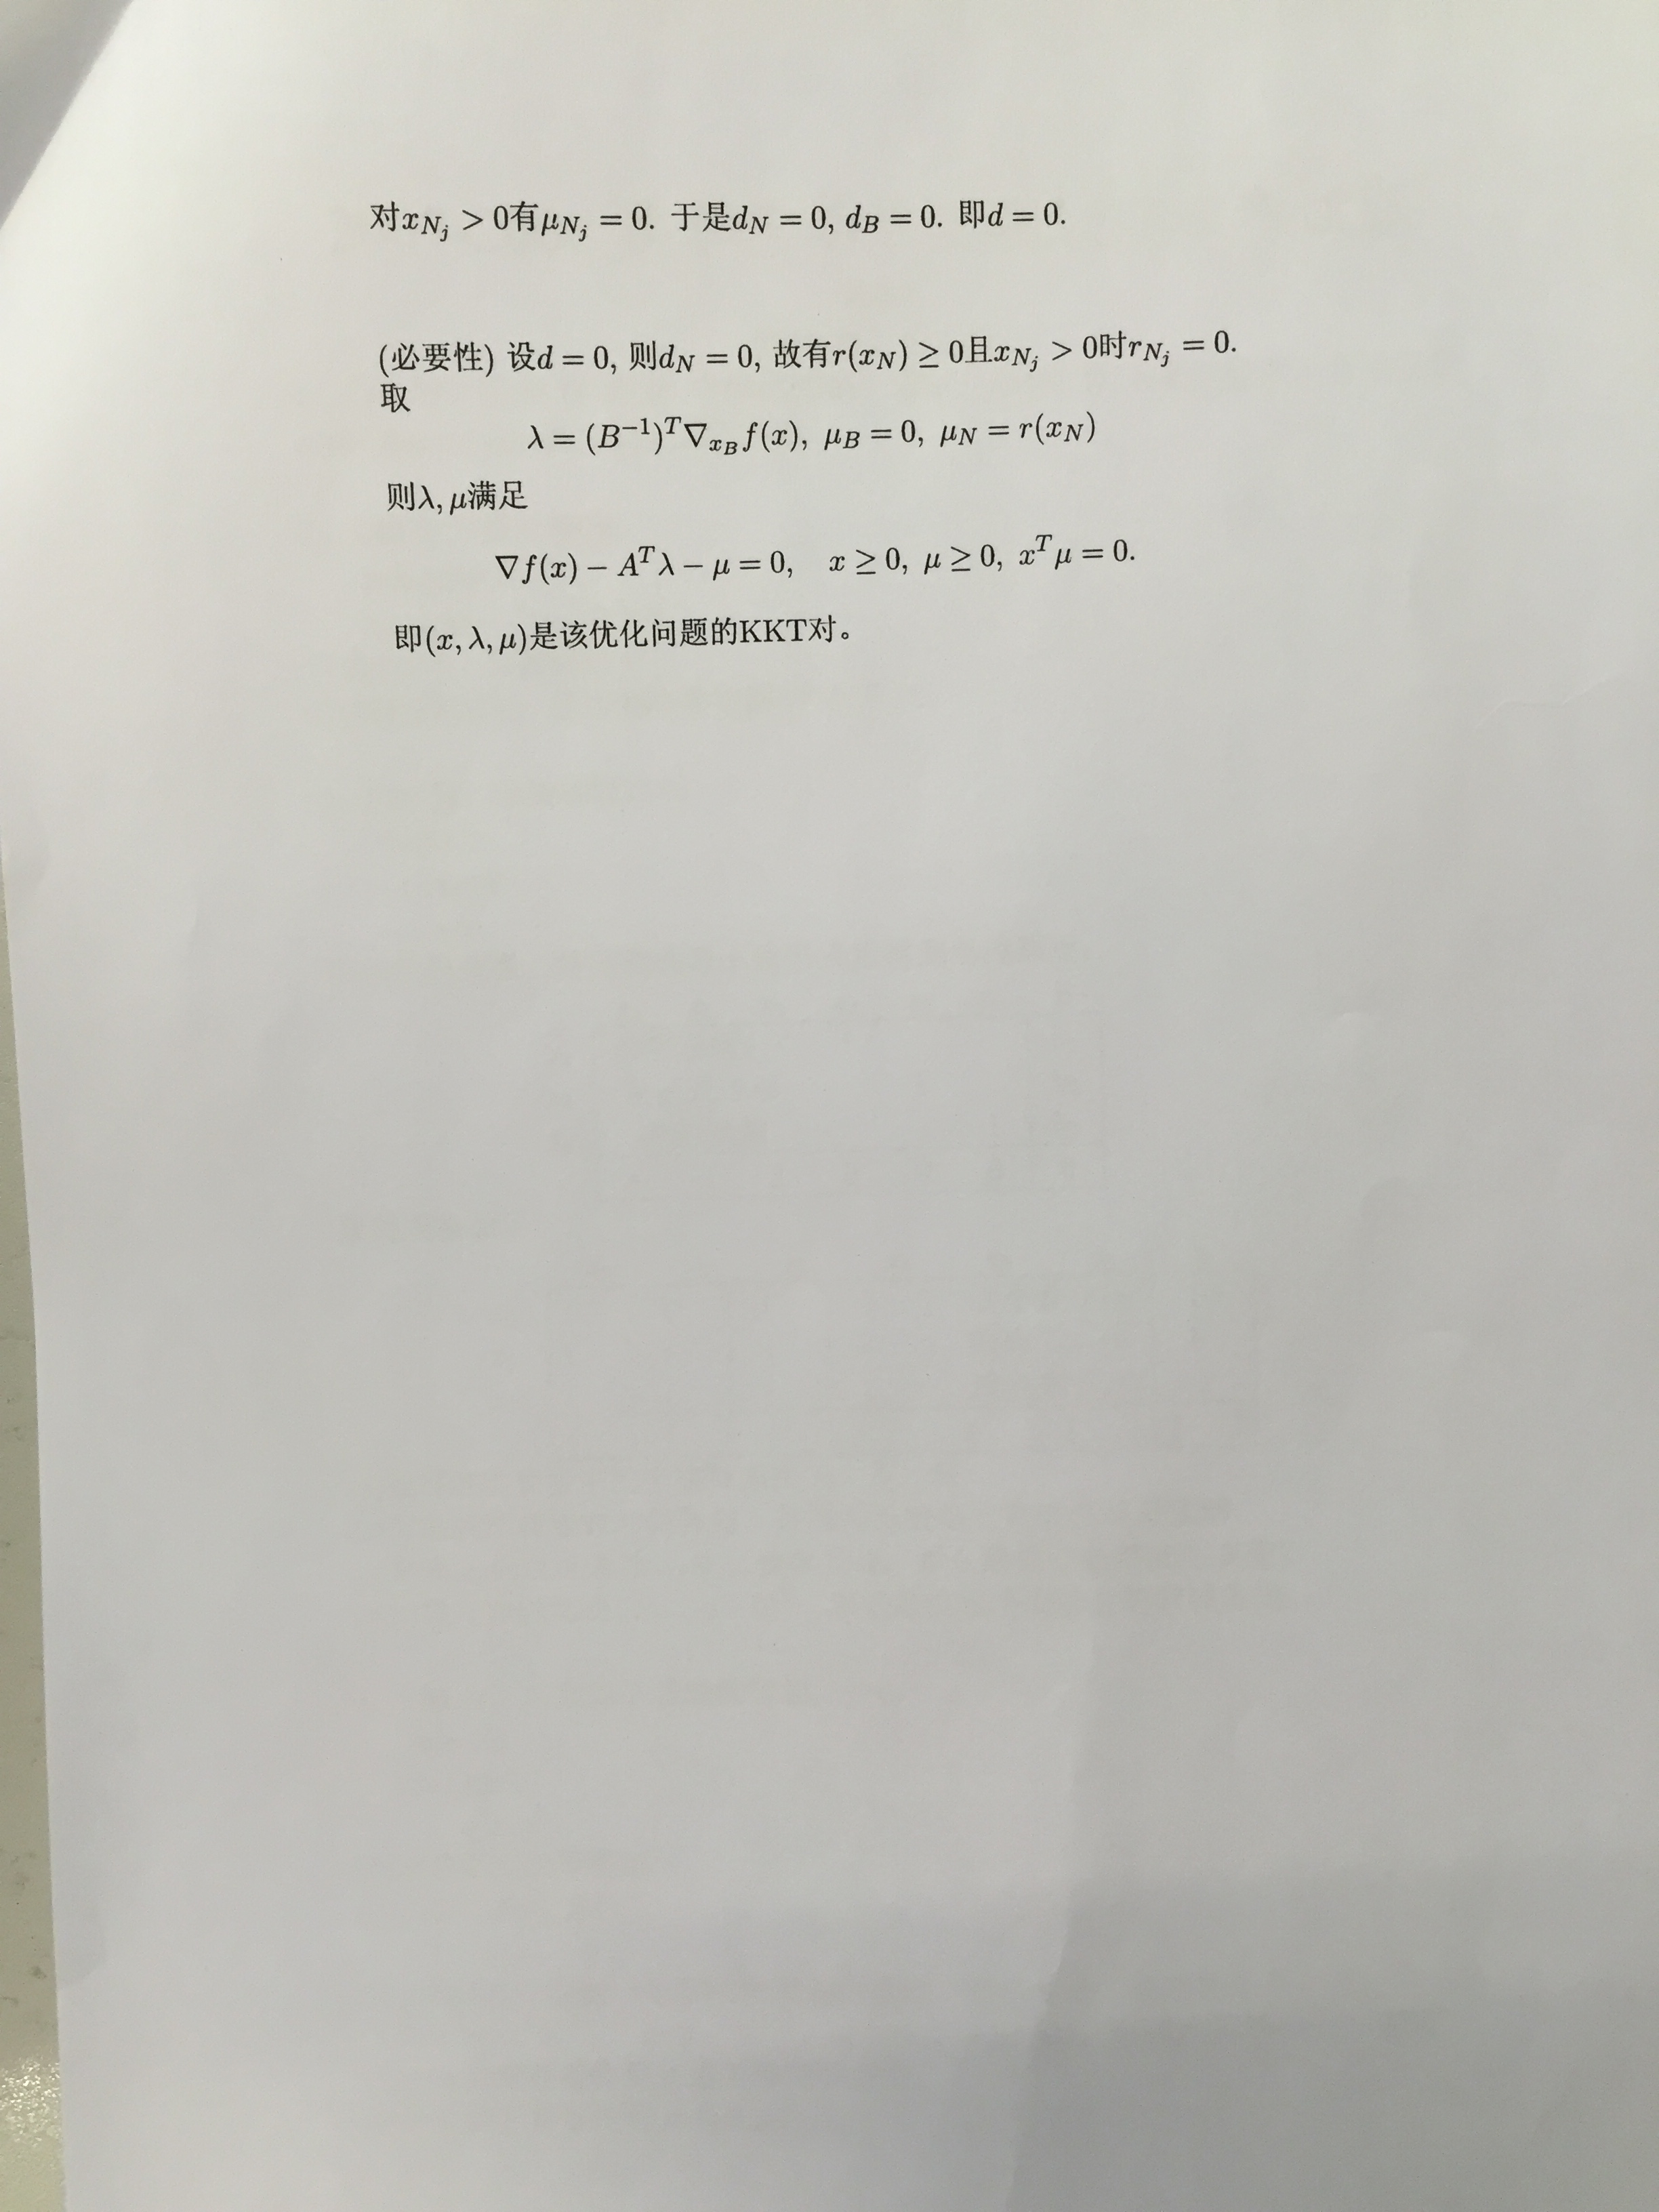 对$x_{N_j} > 0$有$\mu_{N_j} = 0$. 于是$d_N = 0$, $d_B = 0$. 即$d = 0$.
(必要性) 设$d = 0$, 则$d_N = 0$, 故有$r(x_N) \geq 0$且$x_{N_j} > 0$时$r_{N_j} = 0$.
取
$\lambda = (B^{-1})^T \nabla_{x_B} f(x),\ \mu_B = 0,\ \mu_N = r(x_N)$
则$\lambda, \mu$满足
$\nabla f(x) - A^T \lambda - \mu = 0, \quad x \geq 0,\ \mu \geq 0,\ x^T \mu = 0.$
即$(x, \lambda, \mu)$是该优化问题的KKT对。